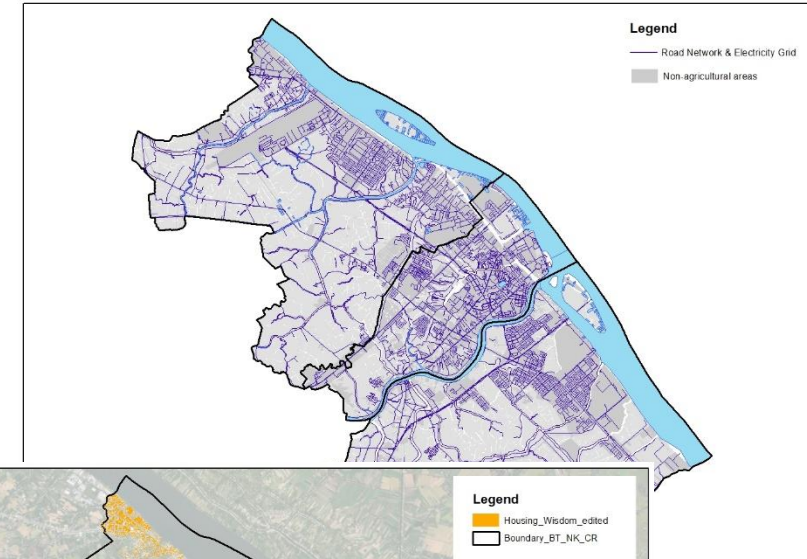 Legend
Road Network & Electricity Grid
Non-agricultural areas
Legend
Housing_Wisdom_edited
Boundary_BT_NK_CR